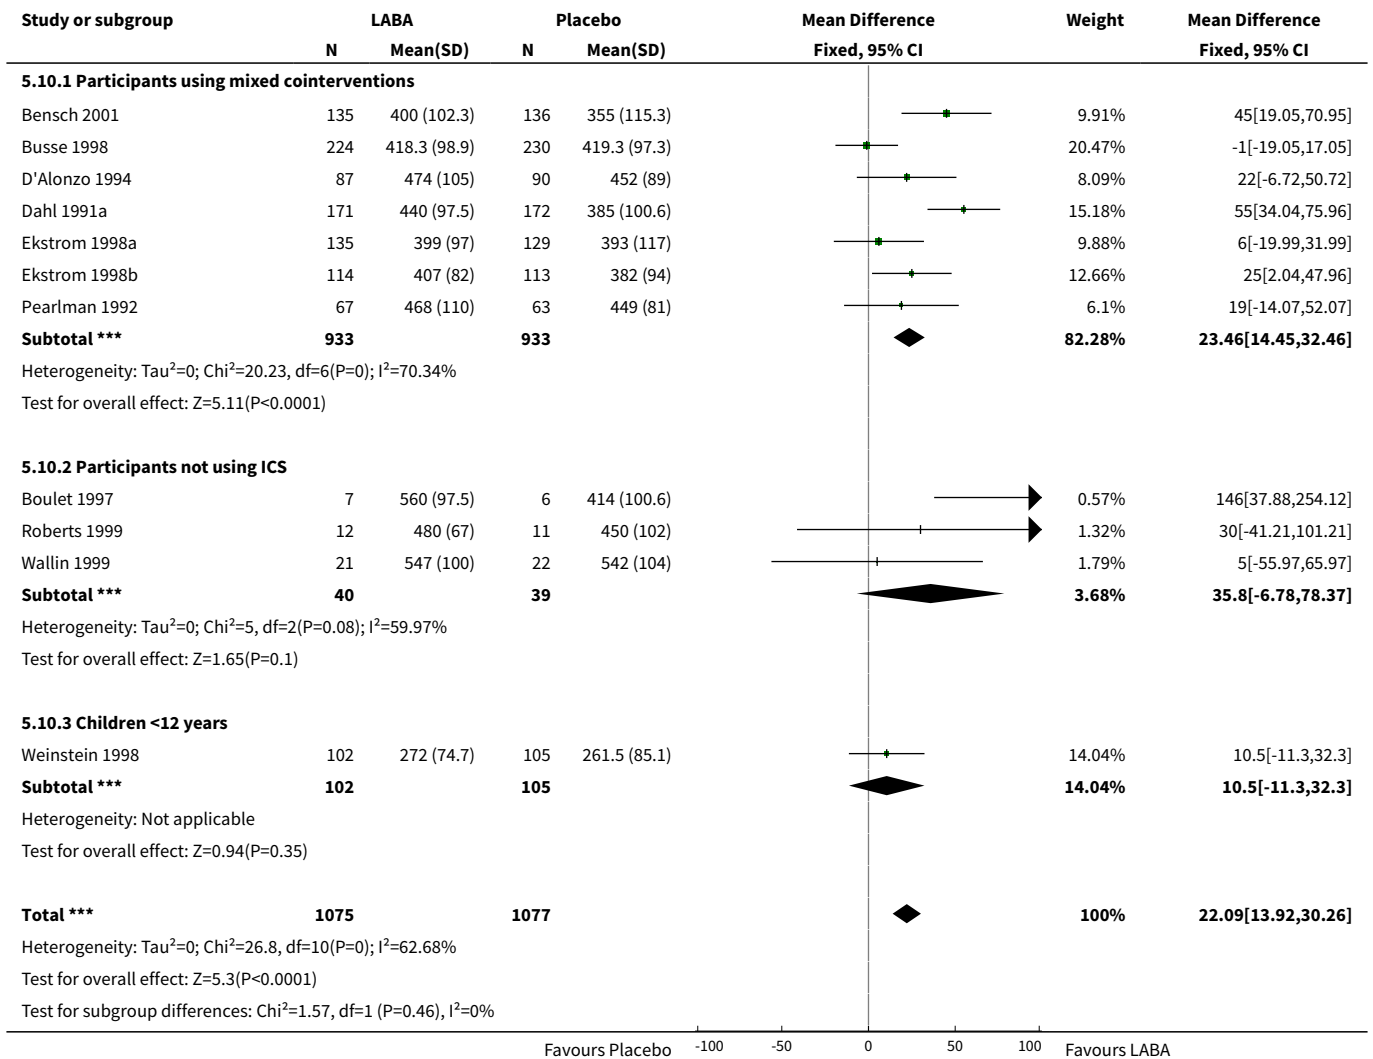 Study or subgroup LABA Placebo Mean Difference Weight Mean Difference
N Mean(SD) N Mean(SD) Fixed, 95% CI Fixed, 95% CI
5.10.1 Participants using mixed cointerventions
Bensch 2001 135 400 (102.3) 136 355 (115.3) 9.91% 45[19.05,70.95]
Busse 1998 224 418.3 (98.9) 230 419.3 (97.3) 20.47% -1[-19.05,17.05]
D'Alonzo 1994 87 474 (105) 90 452 (89) 8.09% 22[-6.72,50.72]
Dahl 1991a 171 440 (97.5) 172 385 (100.6) 15.18% 55[34.04,75.96]
Ekstrom 1998a 135 399 (97) 129 393 (117) 9.88% 6[-19.99,31.99]
Ekstrom 1998b 114 407 (82) 113 382 (94) 12.66% 25[2.04,47.96]
Pearlman 1992 67 468 (110) 63 449 (81) 6.1% 19[-14.07,52.07]
Subtotal *** 933 933 82.28% 23.46[14.45,32.46]
Heterogeneity: Tau²=0; Chi²=20.23, df=6(P=0); I²=70.34%
Test for overall effect: Z=5.11(P<0.0001)
5.10.2 Participants not using ICS
Boulet 1997 7 560 (97.5) 6 414 (100.6) 0.57% 146[37.88,254.12]
Roberts 1999 12 480 (67) 11 450 (102) 1.32% 30[-41.21,101.21]
Wallin 1999 21 547 (100) 22 542 (104) 1.79% 5[-55.97,65.97]
Subtotal *** 40 39 3.68% 35.8[-6.78,78.37]
Heterogeneity: Tau²=0; Chi²=5, df=2(P=0.08); I²=59.97%
Test for overall effect: Z=1.65(P=0.1)
5.10.3 Children <12 years
Weinstein 1998 102 272 (74.7) 105 261.5 (85.1) 14.04% 10.5[-11.3,32.3]
Subtotal *** 102 105 14.04% 10.5[-11.3,32.3]
Heterogeneity: Not applicable
Test for overall effect: Z=0.94(P=0.35)
Total *** 1075 1077 100% 22.09[13.92,30.26]
Heterogeneity: Tau²=0; Chi²=26.8, df=10(P=0); I²=62.68%
Test for overall effect: Z=5.3(P<0.0001)
Test for subgroup differences: Chi²=1.57, df=1 (P=0.46), I²=0%
Favours Placebo -100 -50 0 50 100 Favours LABA